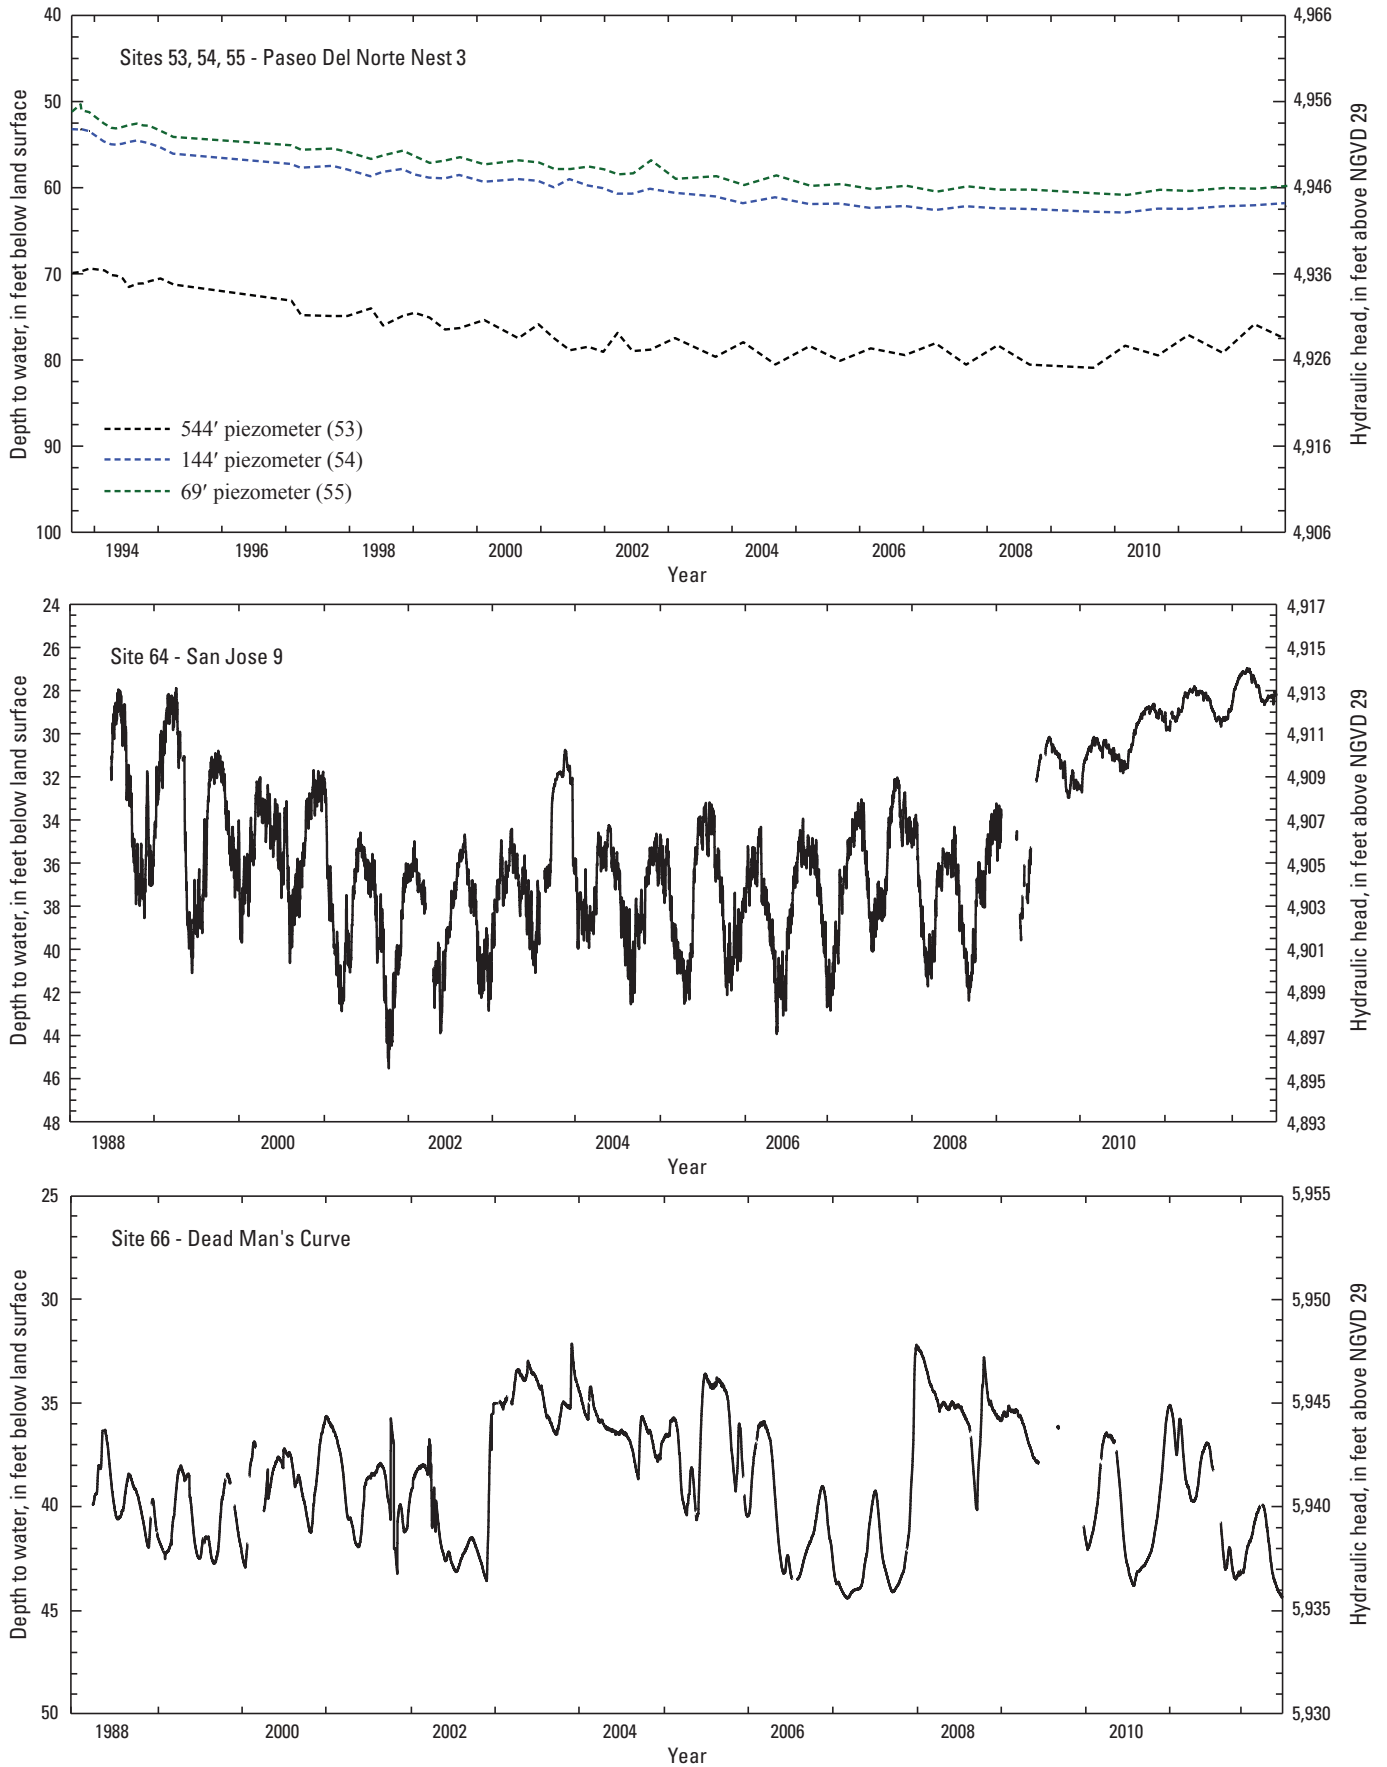 Sites 53, 54, 55 - Paseo Del Norte Nest 3
Depth to water, in feet below land surface
40
50
60
70
80
90
100
Hydraulic head, in feet above NGVD 29
4,966
4,956
4,946
4,936
4,926
4,916
4,906
544′ piezometer (53)
144′ piezometer (54)
69′ piezometer (55)
1994 1996 1998 2000 2002 2004 2006 2008 2010
Year
Site 64 - San Jose 9
Depth to water, in feet below land surface
24
26
28
30
32
34
36
38
40
42
44
46
48
Hydraulic head, in feet above NGVD 29
4,917
4,915
4,913
4,911
4,909
4,907
4,905
4,903
4,901
4,899
4,897
4,895
4,893
1988 2000 2002 2004 2006 2008 2010
Year
Site 66 - Dead Man's Curve
Depth to water, in feet below land surface
25
30
35
40
45
50
Hydraulic head, in feet above NGVD 29
5,955
5,950
5,945
5,940
5,935
5,930
1988 2000 2002 2004 2006 2008 2010
Year